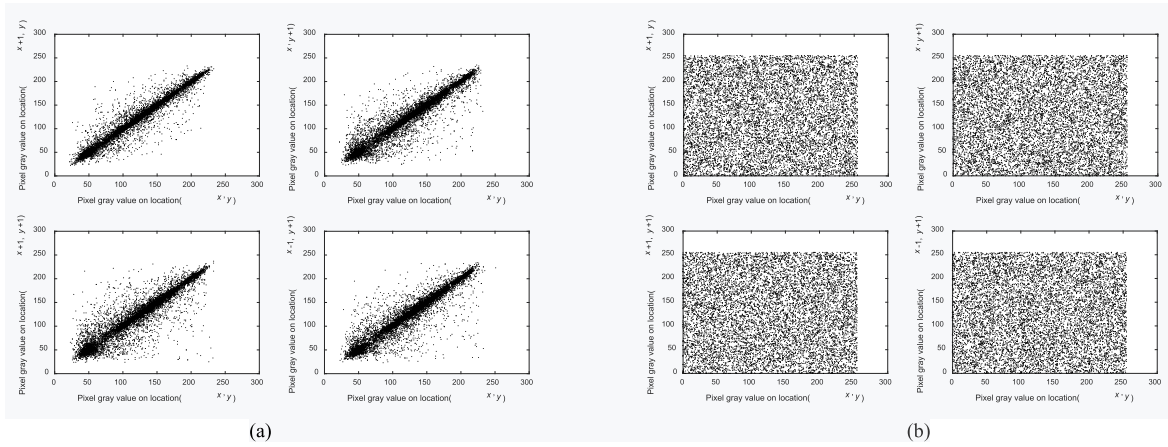 Pixel gray value on location( x+1, y)
300
250
200
150
100
50
0
0 50 100 150 200 250 300
Pixel gray value on location( x, y )
Pixel gray value on location( x, y+1)
300
250
200
150
100
50
0
0 50 100 150 200 250 300
Pixel gray value on location( x, y )
Pixel gray value on location( x+1, y)
300
250
200
150
100
50
0
0 50 100 150 200 250 300
Pixel gray value on location( x, y )
Pixel gray value on location( x, y+1)
300
250
200
150
100
50
0
0 50 100 150 200 250 300
Pixel gray value on location( x, y )
Pixel gray value on location( x+1, y+1)
300
250
200
150
100
50
0
0 50 100 150 200 250 300
Pixel gray value on location( x, y )
Pixel gray value on location( x-1, y+1)
300
250
200
150
100
50
0
0 50 100 150 200 250 300
Pixel gray value on location( x, y )
Pixel gray value on location( x+1, y+1)
300
250
200
150
100
50
0
0 50 100 150 200 250 300
Pixel gray value on location( x, y )
Pixel gray value on location( x-1, y+1)
300
250
200
150
100
50
0
0 50 100 150 200 250 300
Pixel gray value on location( x, y )
(a)
(b)